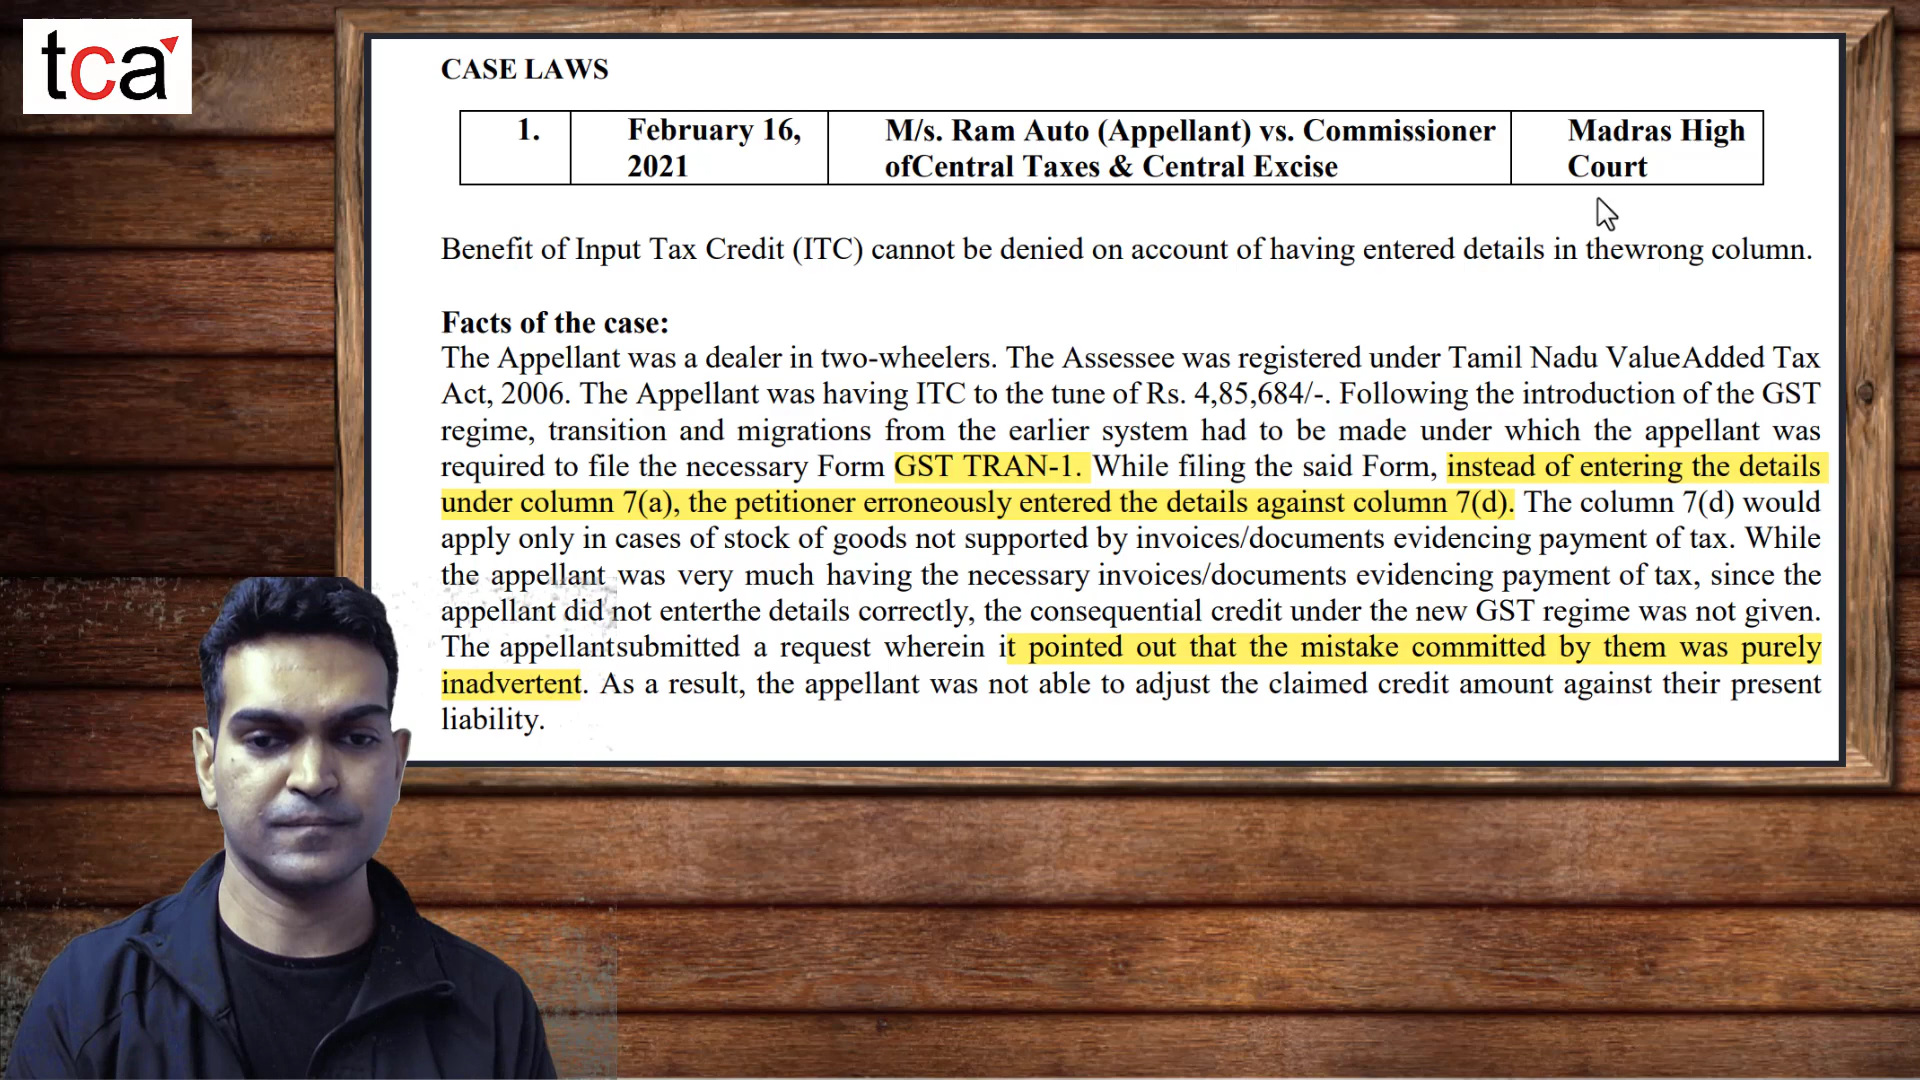 tca
CASE LAWS
1. February 16, 2021 M/s. Ram Auto (Appellant) vs. Commissioner ofCentral Taxes & Central Excise Madras High Court
Benefit of Input Tax Credit (ITC) cannot be denied on account of having entered details in thewrong column.
Facts of the case:
The Appellant was a dealer in two-wheelers. The Assessee was registered under Tamil Nadu ValueAdded Tax
Act, 2006. The Appellant was having ITC to the tune of Rs. 4,85,684/-. Following the introduction of the GST
regime, transition and migrations from the earlier system had to be made under which the appellant was
required to file the necessary Form GST TRAN-1. While filing the said Form, instead of entering the details
under column 7(a), the petitioner erroneously entered the details against column 7(d). The column 7(d) would
apply only in cases of stock of goods not supported by invoices/documents evidencing payment of tax. While
the appellant was very much having the necessary invoices/documents evidencing payment of tax, since the
appellant did not enterthe details correctly, the consequential credit under the new GST regime was not given.
The appellantsubmitted a request wherein it pointed out that the mistake committed by them was purely
inadvertent. As a result, the appellant was not able to adjust the claimed credit amount against their present
liability.